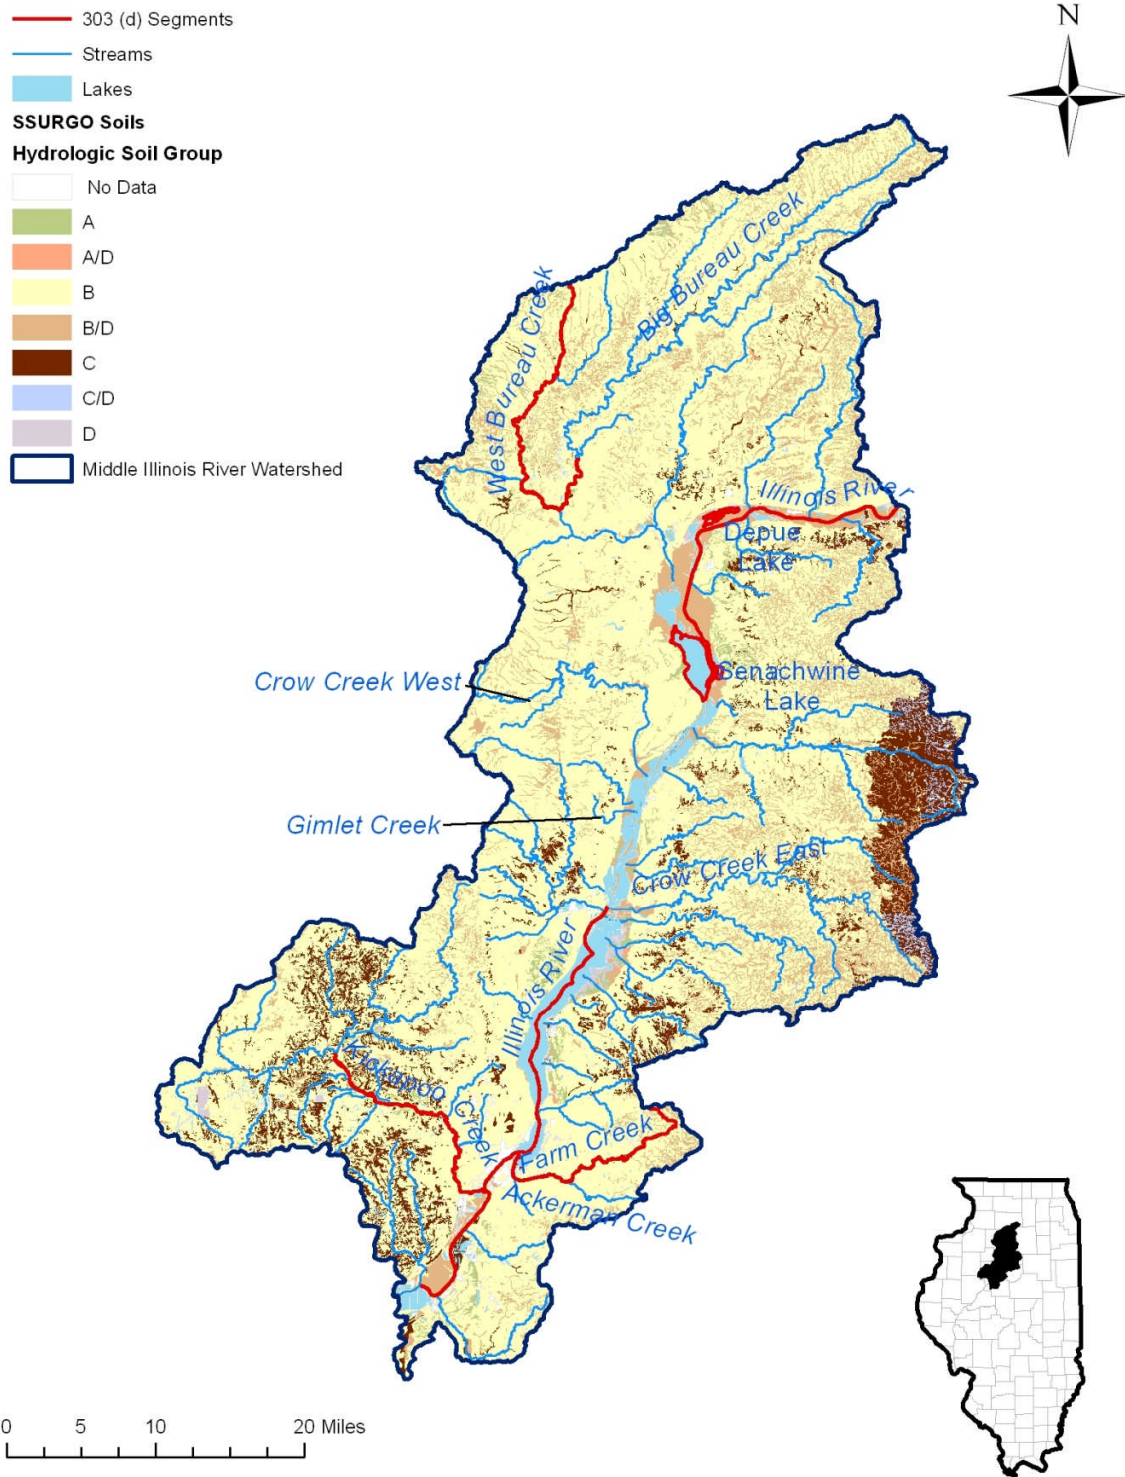 303 (d) Segments
Streams
Lakes
SSURGO Soils
Hydrologic Soil Group
No Data
A
A/D
B
B/D
C
C/D
D
Middle Illinois River Watershed
N
Big Bureau Creek
West Bureau Creek
Illinois River
Depue
Lake
Senachwine
Lake
Crow Creek West
Gimlet Creek
Crow Creek East
Illinois River
Kickapoo Creek
Farm Creek
Ackerman Creek
0 5 10 20 Miles